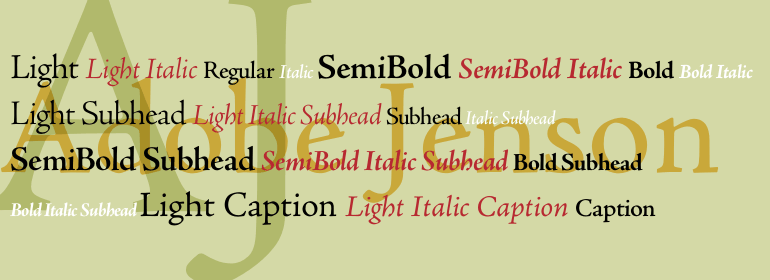 AJ
Adobe Jenson
Light Light Italic Regular Italic SemiBold SemiBold Italic Bold Bold Italic
Light Subhead Light Italic Subhead Subhead Italic Subhead
SemiBold Subhead SemiBold Italic Subhead Bold Subhead
Bold Italic Subhead Light Caption Light Italic Caption Caption